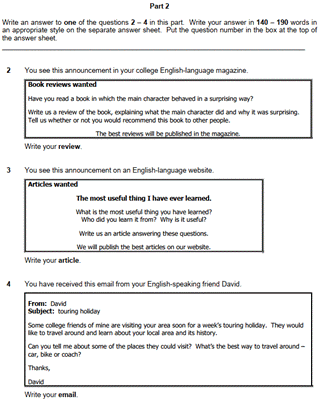 Part 2
Write an answer to one of the questions 2 – 4 in this part. Write your answer in 140 – 190 words in
an appropriate style on the separate answer sheet. Put the question number in the box at the top of
the answer sheet.
2 You see this announcement in your college English-language magazine.
Book reviews wanted
Have you read a book in which the main character behaved in a surprising way?
Write us a review of the book, explaining what the main character did and why it was surprising.
Tell us whether or not you would recommend this book to other people.
The best reviews will be published in the magazine.
Write your review.
3 You see this announcement on an English-language website.
Articles wanted
The most useful thing I have ever learned.
What is the most useful thing you have learned?
Who did you learn it from? Why is it useful?
Write us an article answering these questions.
We will publish the best articles on our website.
Write your article.
4 You have received this email from your English-speaking friend David.
From: David
Subject: touring holiday
Some college friends of mine are visiting your area soon for a week's touring holiday. They would
like to travel around and learn about your local area and its history.
Can you tell me about some of the places they could visit? What's the best way to travel around –
car, bike or coach?
Thanks,
David
Write your email.